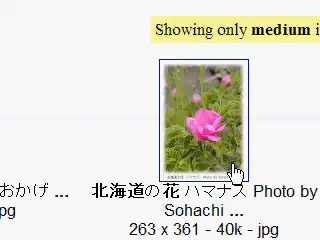 Showing only medium i
おかげ ... 北海道の花 ハマナス Photo by
pg Sohachi ...
263 x 361 - 40k - jpg